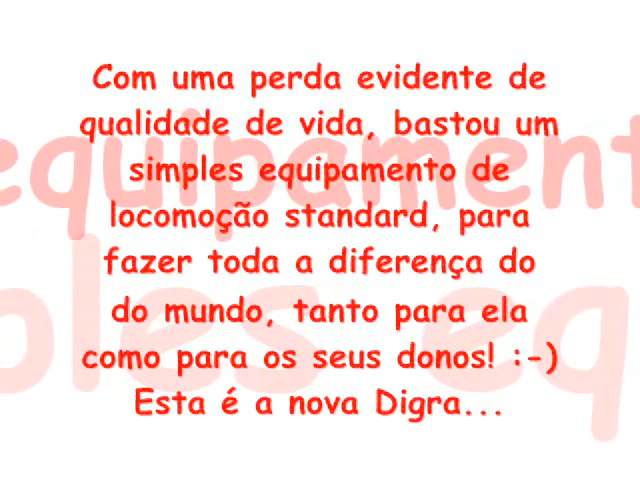 Com uma perda evidente de
qualidade de vida, bastou um
simples equipamento de
locomoção standard, para
fazer toda a diferença do
do mundo, tanto para ela
como para os seus donos! :-)
Esta é a nova Digra...